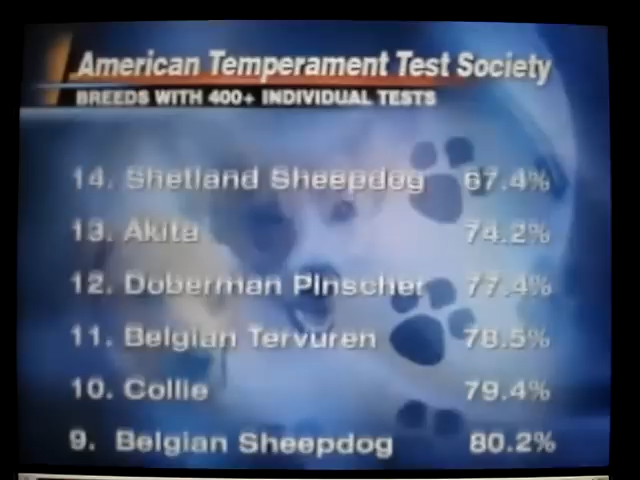 American Temperament Test Society
BREEDS WITH 400+ INDIVIDUAL TESTS
14. Shetland Sheepdog 67.4%
13. Akita 74.2%
12. Doberman Pinscher 77.4%
11. Belgian Tervuren 78.5%
10. Collie 79.4%
9. Belgian Sheepdog 80.2%